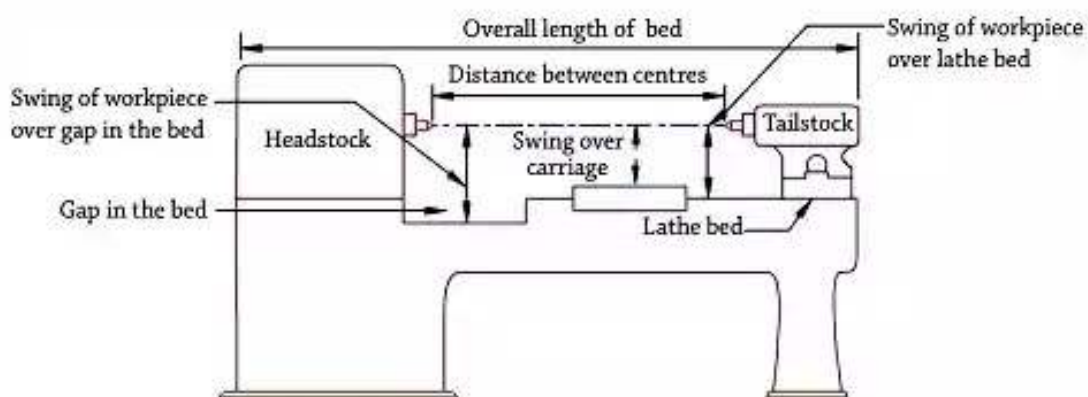 Overall length of bed
Swing of workpiece
over lathe bed
Distance between centres
Swing of workpiece
over gap in the bed
Headstock
Swing over
carriage
Tailstock
Gap in the bed
Lathe bed